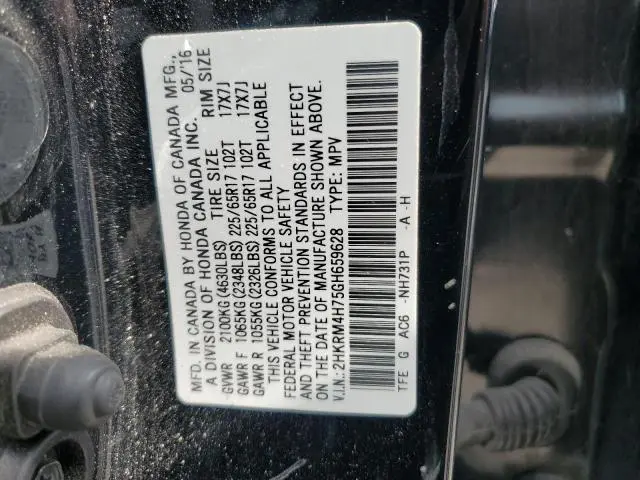 MFD. IN CANADA BY HONDA OF CANADA MFG.,
A DIVISION OF HONDA CANADA INC. 05/16
TIRE SIZE RIM SIZE
GVWR 2100KG (4630LBS)
GAWR F 1065KG (2348LBS) 225/65R17 102T 17X7J
GAWR R 1055KG (2326LBS) 225/65R17 102T 17X7J
THIS VEHICLE CONFORMS TO ALL APPLICABLE
FEDERAL MOTOR VEHICLE SAFETY
AND THEFT PREVENTION STANDARDS IN EFFECT
ON THE DATE OF MANUFACTURE SHOWN ABOVE.
V.I.N.: 2HKRM4H75GH659628 TYPE: MPV
TFE G AC6 -NH731P -A -H